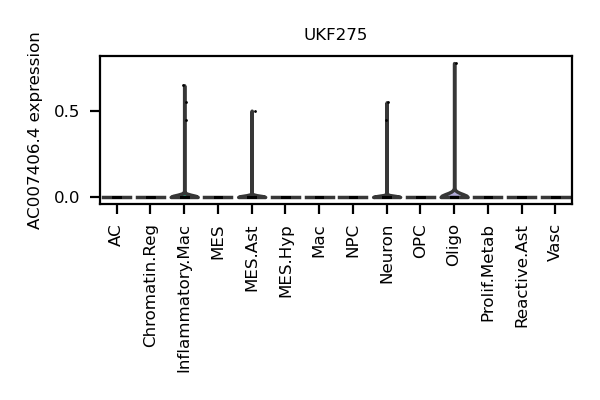 UKF275
AC007406.4 expression
0.5
0.0
AC
Chromatin.Reg
Inflammatory.Mac
MES
MES.Ast
MES.Hyp
Mac
NPC
Neuron
OPC
Oligo
Prolif.Metab
Reactive.Ast
Vasc